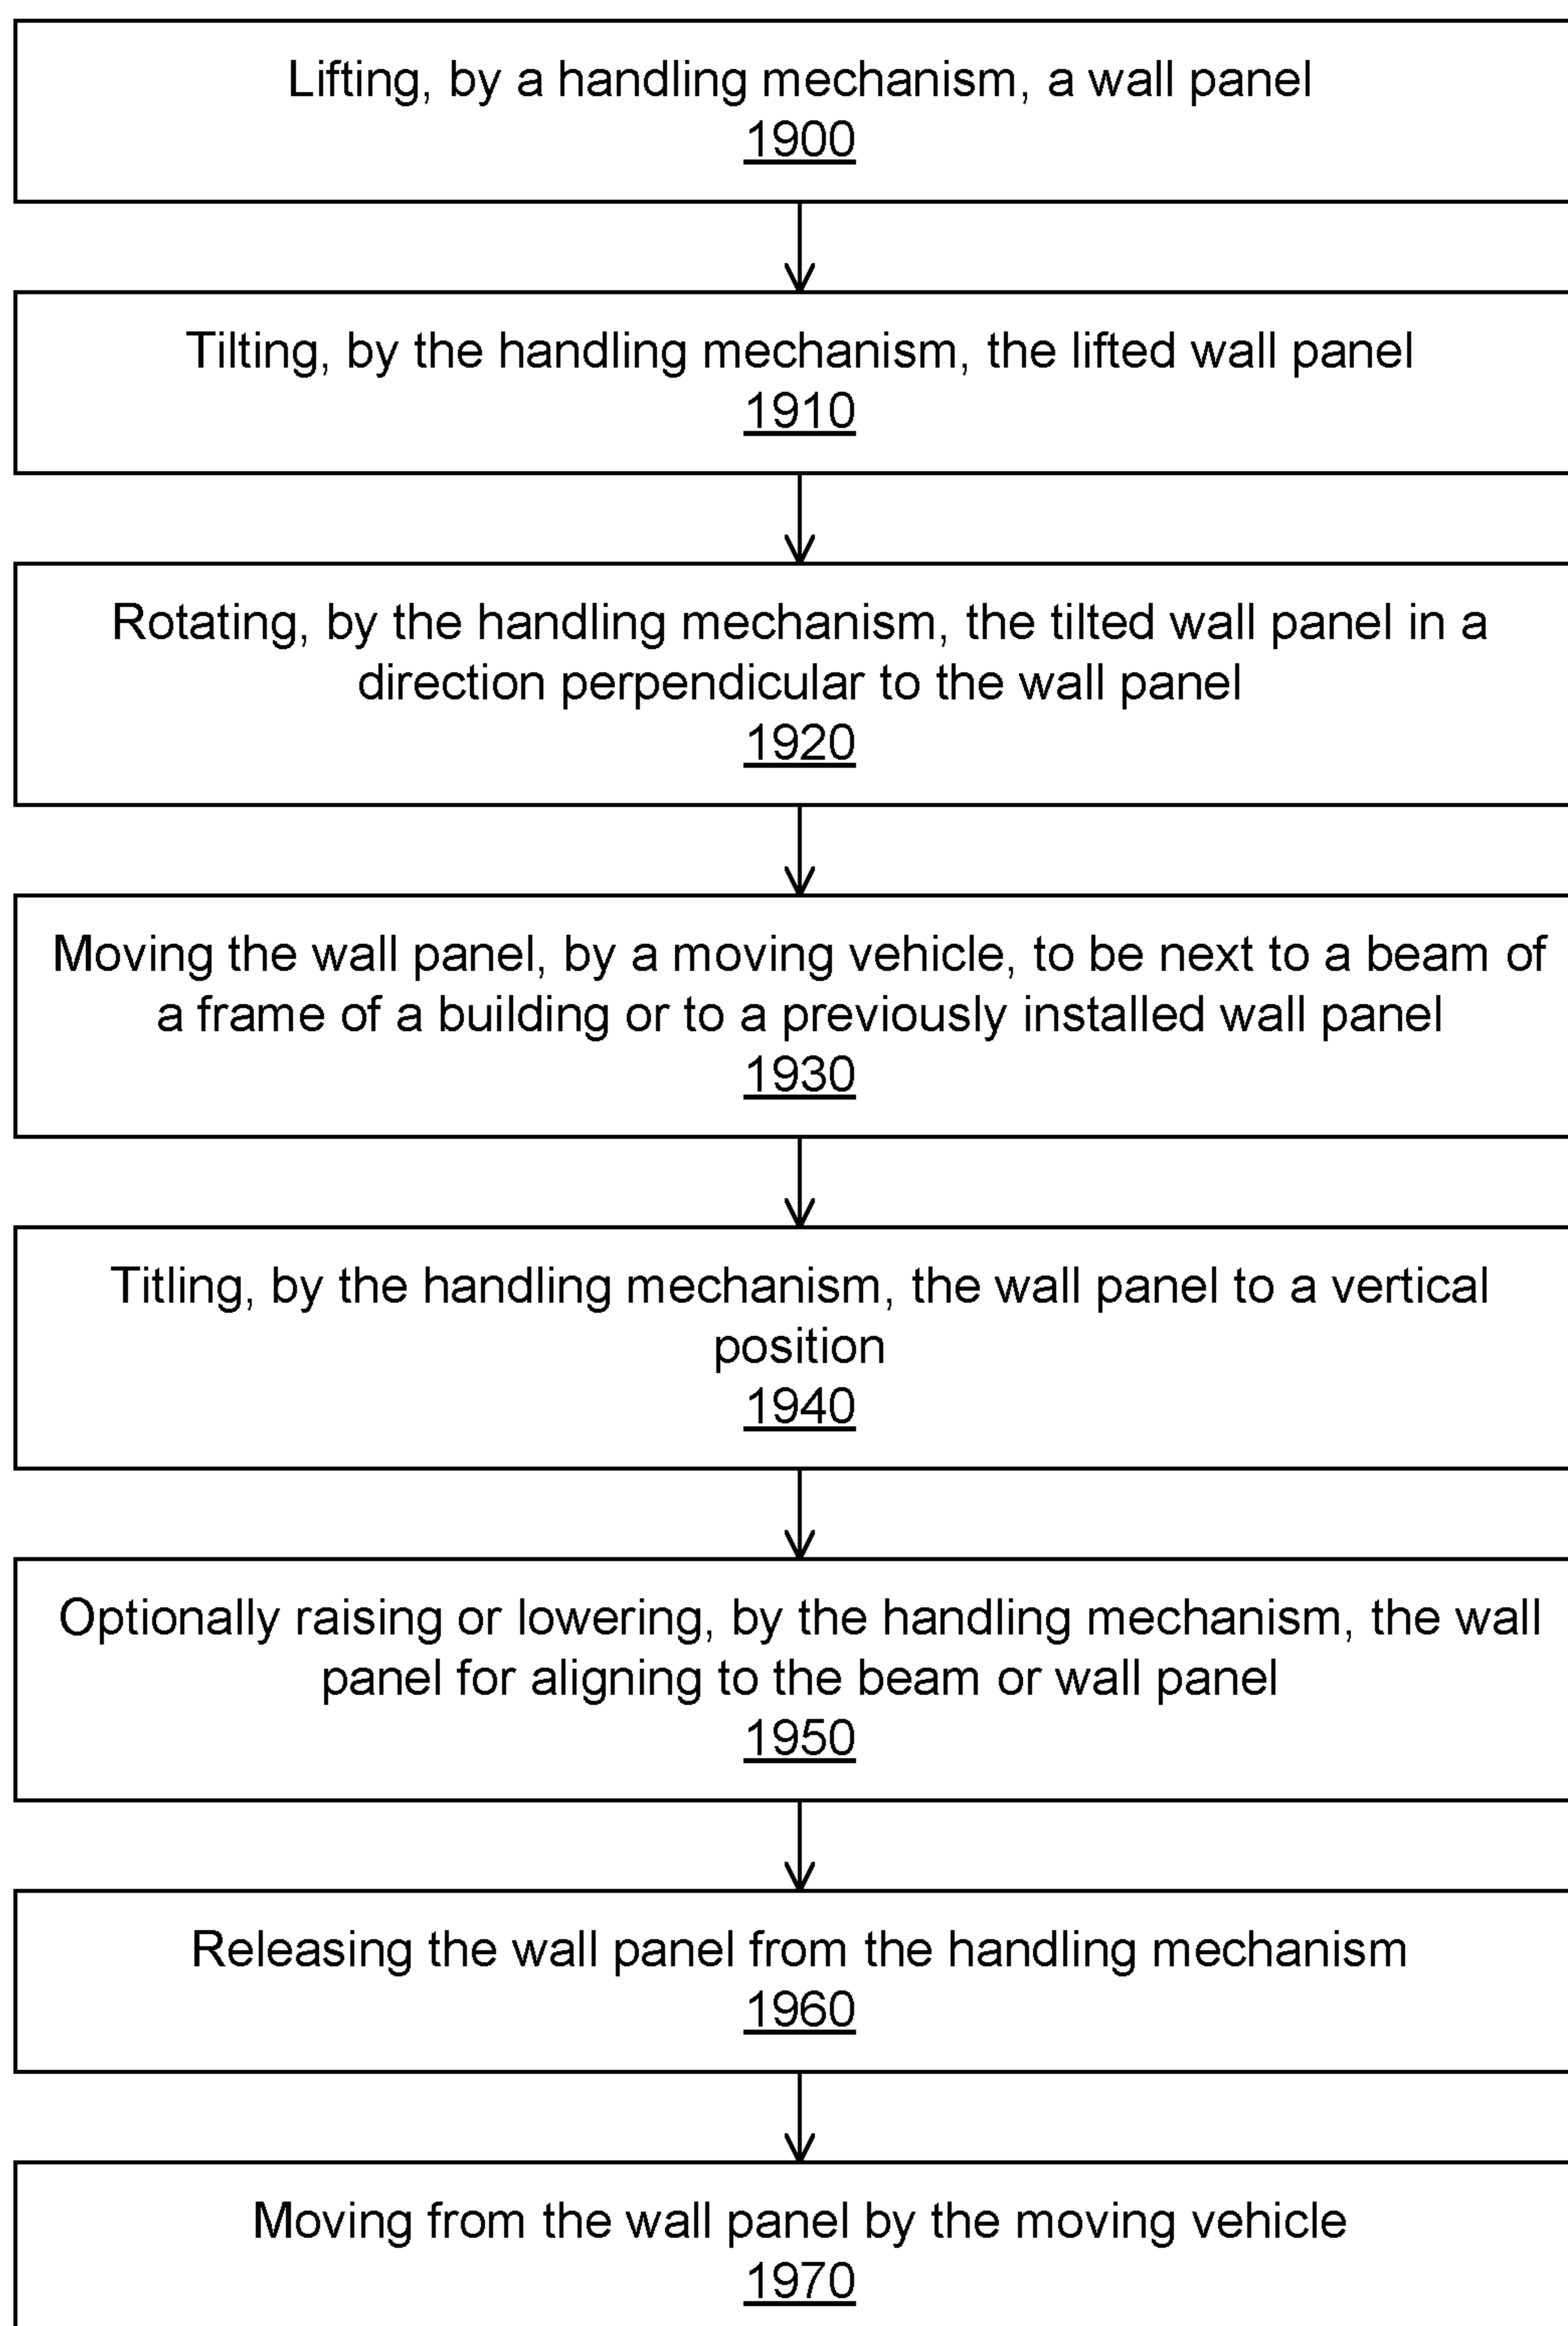 Lifting, by a handling mechanism, a wall panel
1900
Tilting, by the handling mechanism, the lifted wall panel
1910
Rotating, by the handling mechanism, the tilted wall panel in a
direction perpendicular to the wall panel
1920
Moving the wall panel, by a moving vehicle, to be next to a beam of
a frame of a building or to a previously installed wall panel
1930
Titling, by the handling mechanism, the wall panel to a vertical
position
1940
Optionally raising or lowering, by the handling mechanism, the wall
panel for aligning to the beam or wall panel
1950
Releasing the wall panel from the handling mechanism
1960
Moving from the wall panel by the moving vehicle
1970